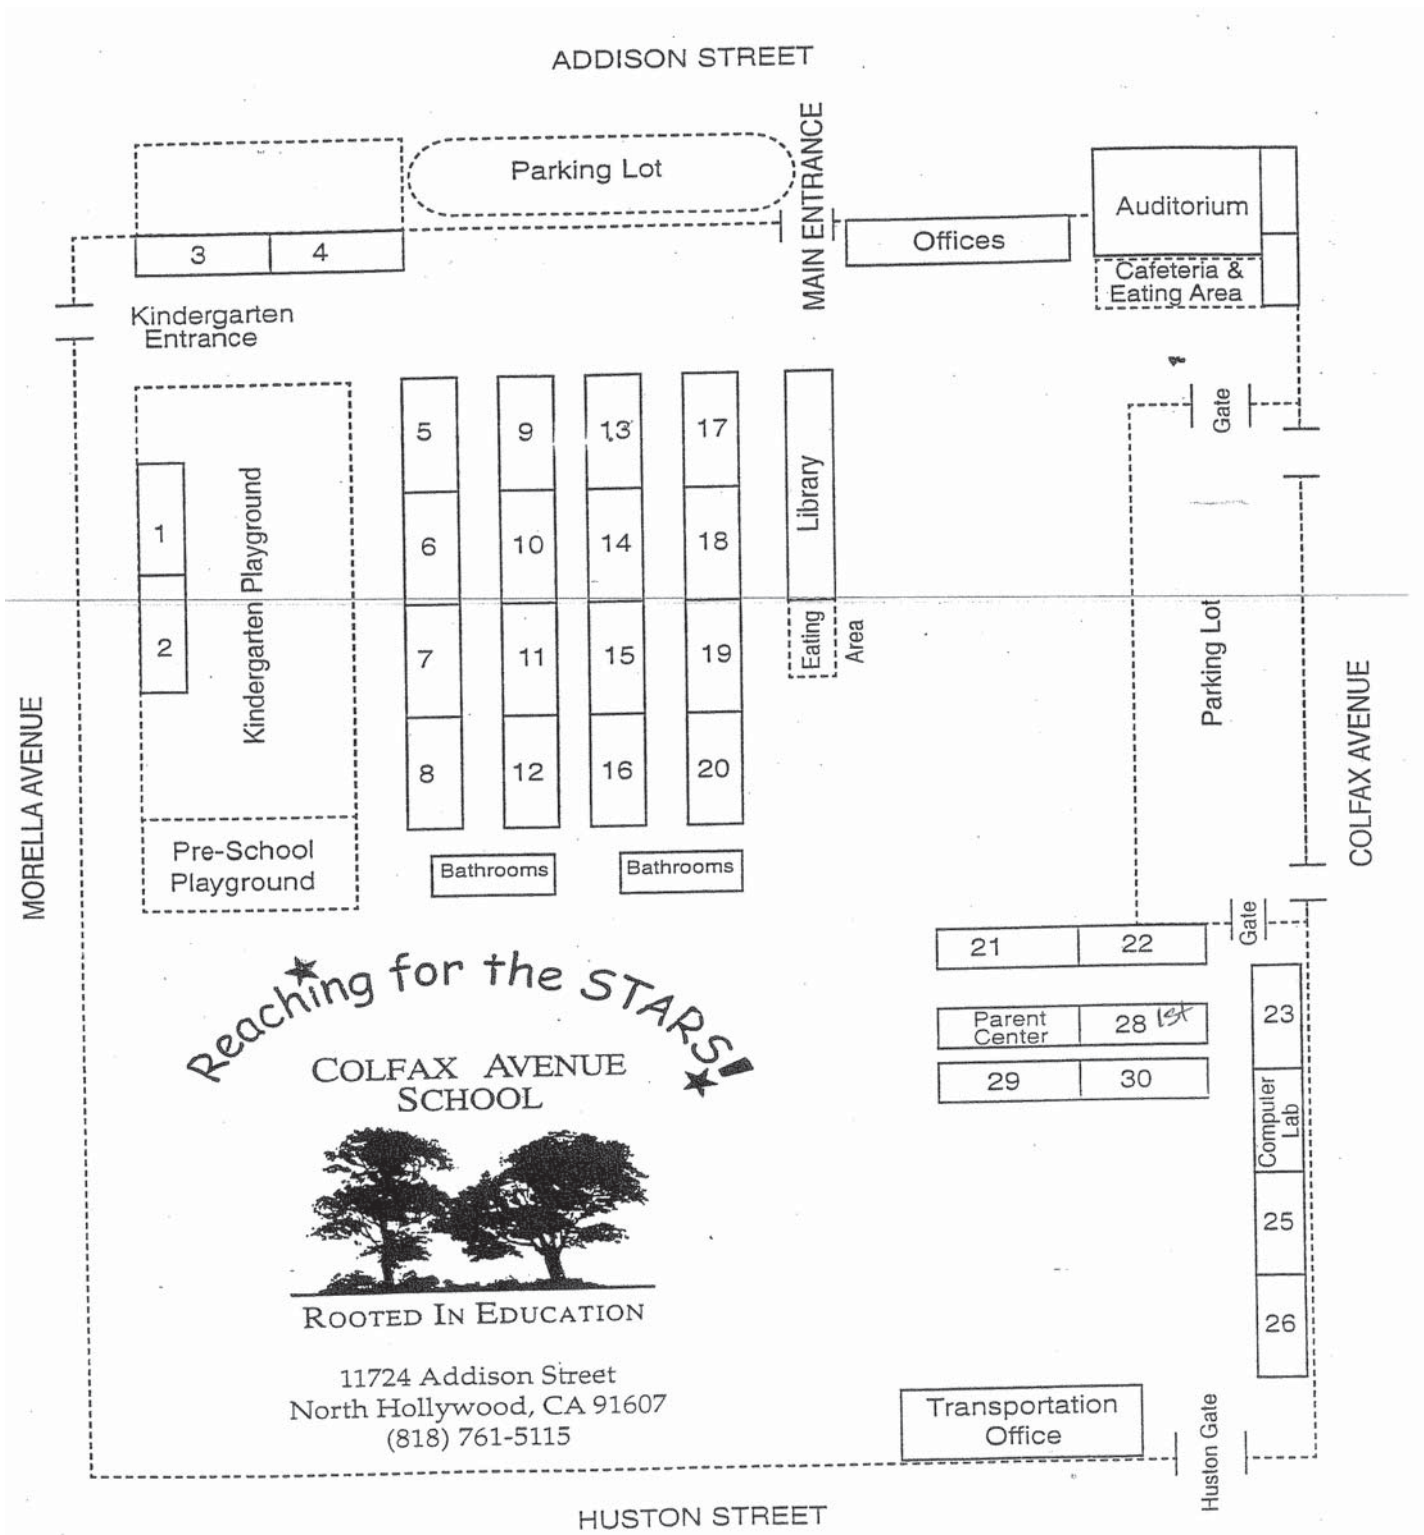 ADDISON STREET
Parking Lot
MAIN ENTRANCE
Auditorium
Offices
3
4
Cafeteria &
Eating Area
Kindergarten
Entrance
Gate
5
9
13
17
Library
1
Kindergarten Playground
6
10
14
18
2
7
11
15
19
Eating
Area
Parking Lot
MORELLA AVENUE
COLFAX AVENUE
8
12
16
20
Pre-School
Playground
Bathrooms
Bathrooms
Gate
21
22
Reaching for the STARS!
Parent
Center
28 1st
23
COLFAX AVENUE
SCHOOL
29
30
Computer
Lab
25
26
ROOTED IN EDUCATION
11724 Addison Street
North Hollywood, CA 91607
(818) 761-5115
Transportation
Office
Huston Gate
HUSTON STREET